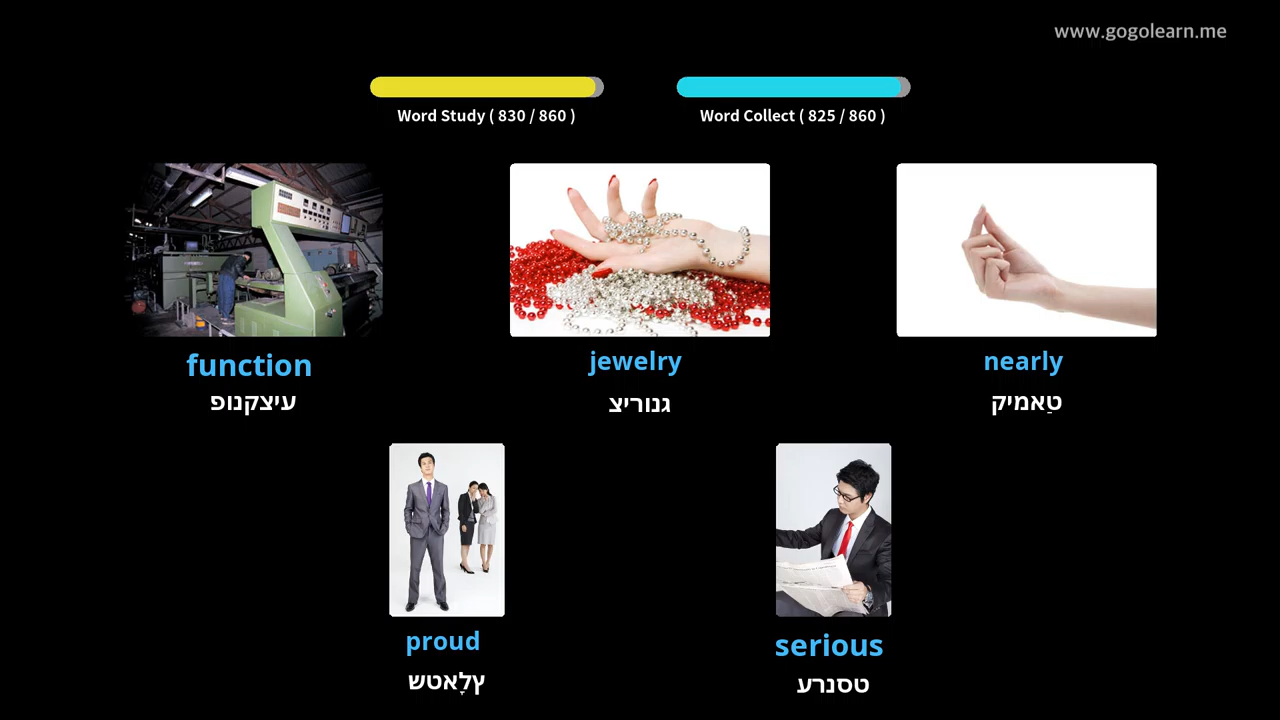 www.gogolearn.me
Word Study ( 830 / 860 )
Word Collect ( 825 / 860 )
function
עיצקנופ
jewelry
גנוריצ
nearly
טַאמיק
proud
ץלָאטש
serious
טסנרע